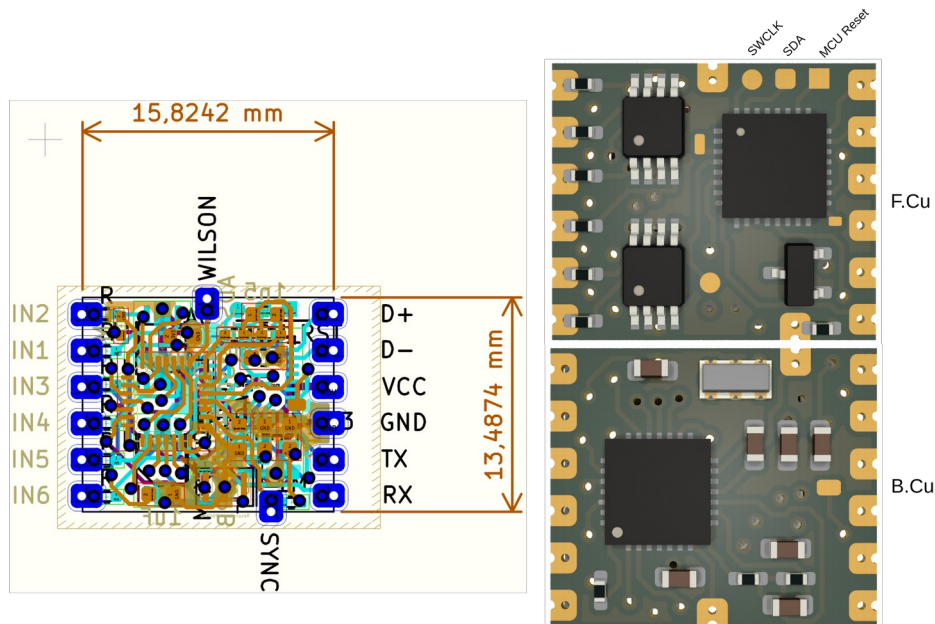 15,8242 mm
WILSON
IN2
IN1
IN3
IN4
IN5
IN6
D+
D-
VCC
GND
TX
RX
13,4874 mm
SYNC
SWCLK
SDA
MCU Reset
F.Cu
B.Cu